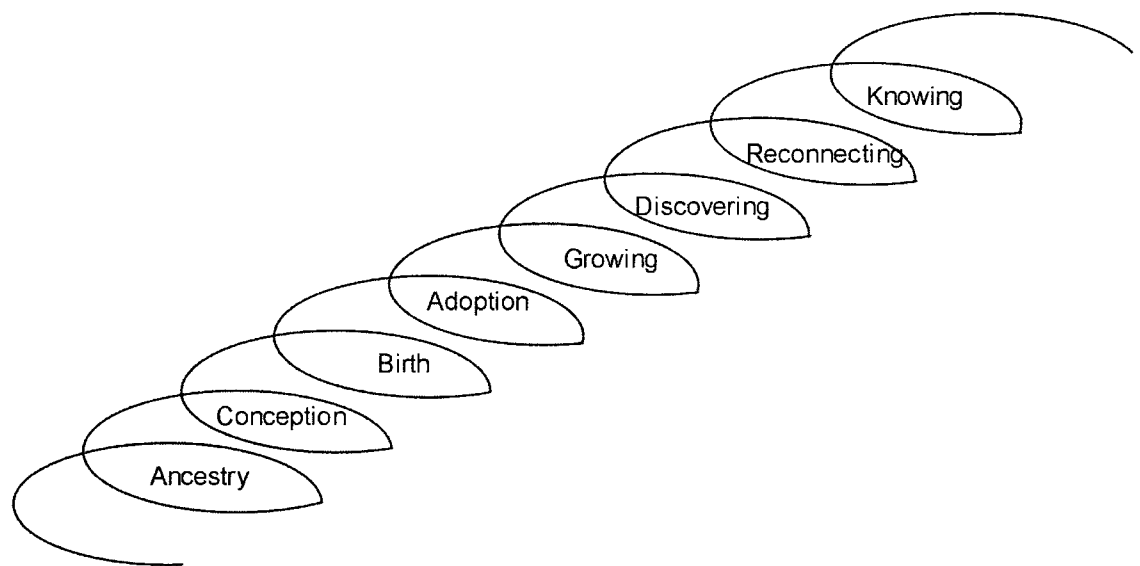 Knowing
Reconnecting
Discovering
Growing
Adoption
Birth
Conception
Ancestry